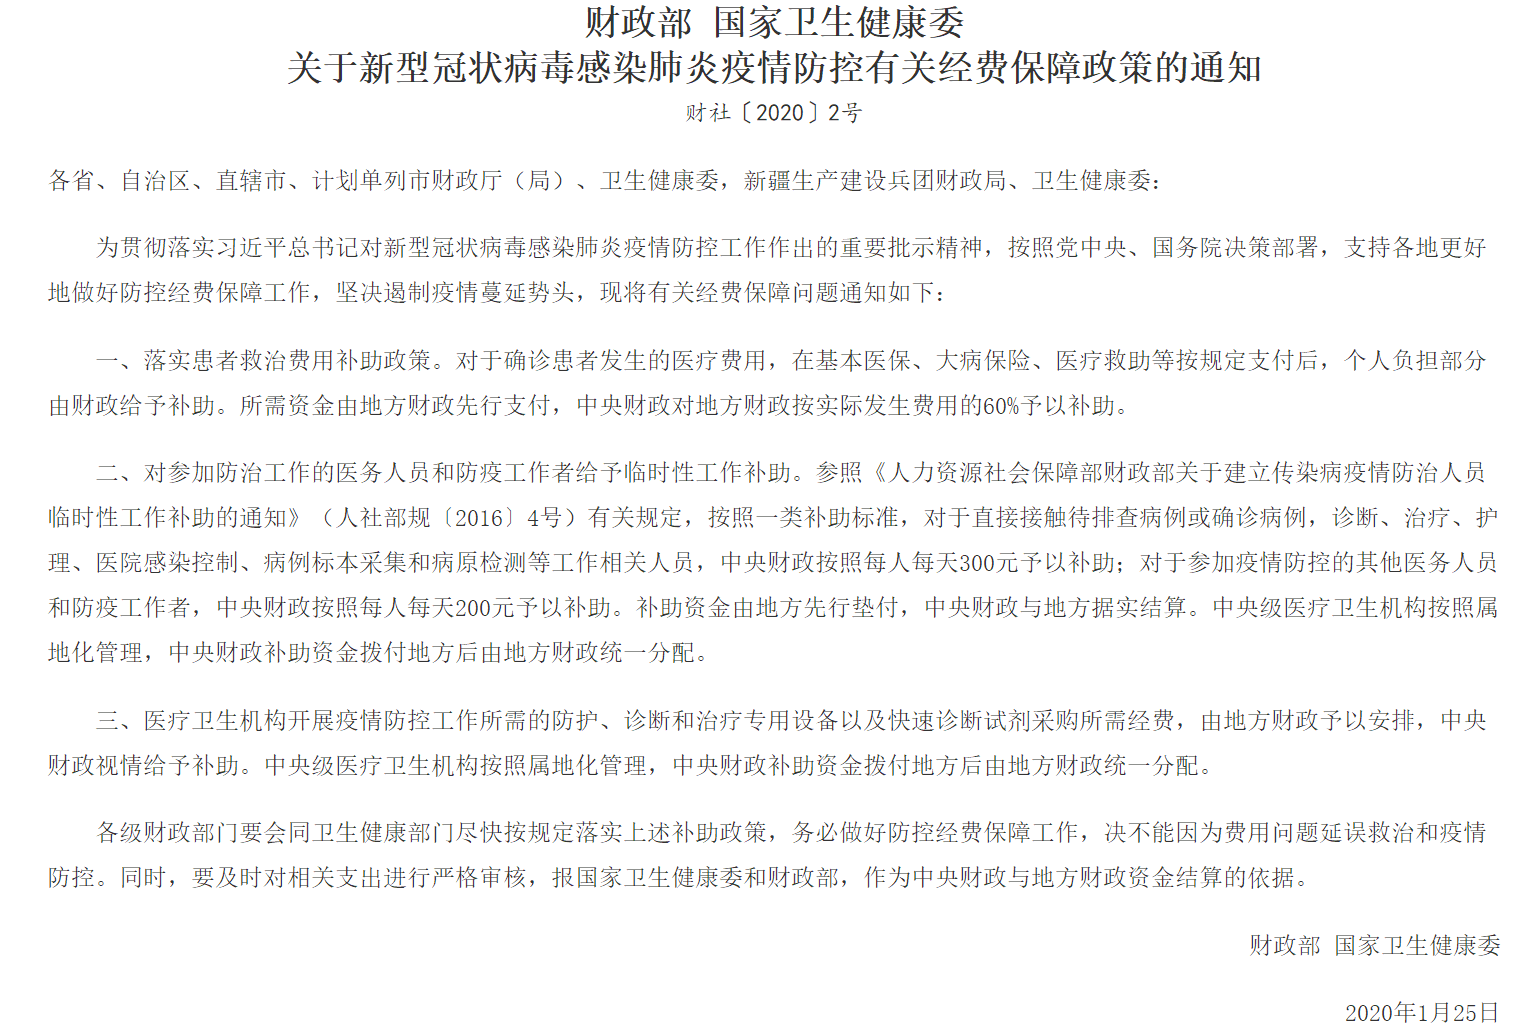 财政部 国家卫生健康委
关于新型冠状病毒感染肺炎疫情防控有关经费保障政策的通知
财社〔2020〕2号
各省、自治区、直辖市、计划单列市财政厅（局）、卫生健康委，新疆生产建设兵团财政局、卫生健康委：
为贯彻落实习近平总书记对新型冠状病毒感染肺炎疫情防控工作作出的重要批示精神，按照党中央、国务院决策部署，支持各地更好
地做好防控经费保障工作，坚决遏制疫情蔓延势头，现将有关经费保障问题通知如下：
一、落实患者救治费用补助政策。对于确诊患者发生的医疗费用，在基本医保、大病保险、医疗救助等按规定支付后，个人负担部分
由财政给予补助。所需资金由地方财政先行支付，中央财政对地方财政按实际发生费用的60%予以补助。
二、对参加防治工作的医务人员和防疫工作者给予临时性工作补助。参照《人力资源社会保障部财政部关于建立传染病疫情防治人员
临时性工作补助的通知》（人社部规〔2016〕4号）有关规定，按照一类补助标准，对于直接接触待排查病例或确诊病例，诊断、治疗、护
理、医院感染控制、病例标本采集和病原检测等工作相关人员，中央财政按照每人每天300元予以补助；对于参加疫情防控的其他医务人员
和防疫工作者，中央财政按照每人每天200元予以补助。补助资金由地方先行垫付，中央财政与地方据实结算。中央级医疗卫生机构按照属
地化管理，中央财政补助资金拨付地方后由地方财政统一分配。
三、医疗卫生机构开展疫情防控工作所需的防护、诊断和治疗专用设备以及快速诊断试剂采购所需经费，由地方财政予以安排，中央
财政视情给予补助。中央级医疗卫生机构按照属地化管理，中央财政补助资金拨付地方后由地方财政统一分配。
各级财政部门要会同卫生健康部门尽快按规定落实上述补助政策，务必做好防控经费保障工作，决不能因为费用问题延误救治和疫情
防控。同时，要及时对相关支出进行严格审核，报国家卫生健康委和财政部，作为中央财政与地方财政资金结算的依据。
财政部 国家卫生健康委
2020年1月25日